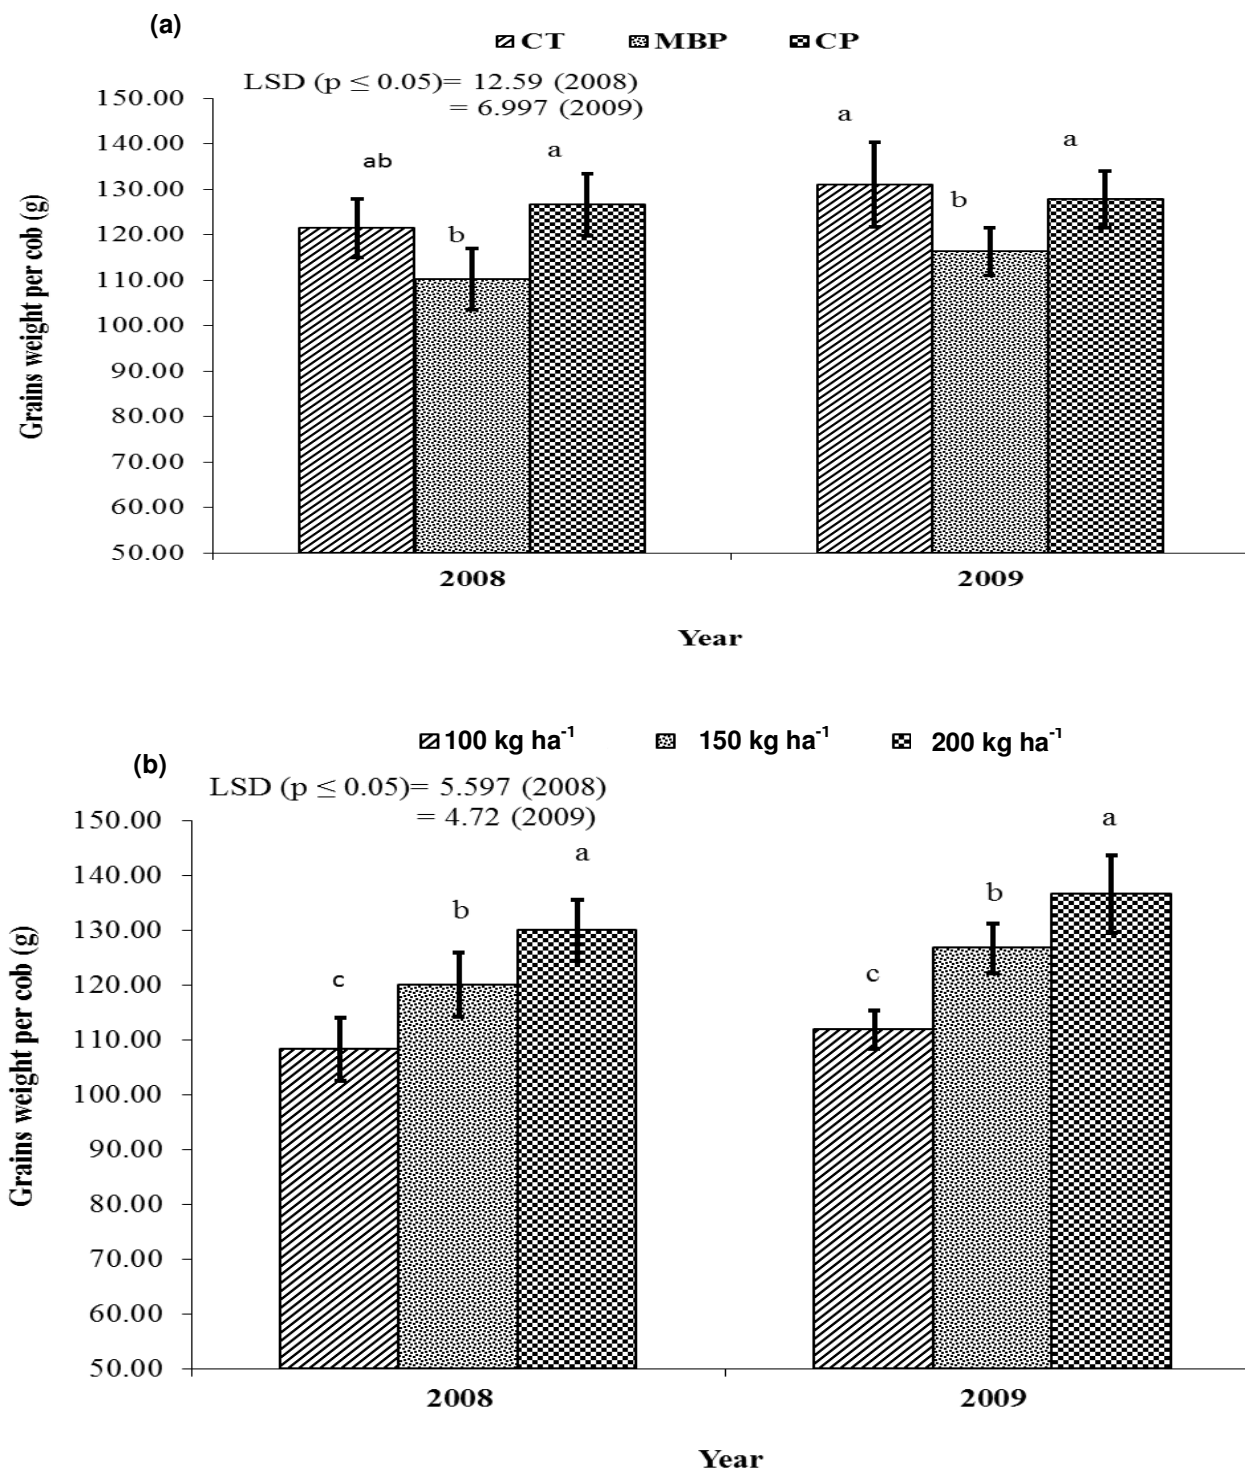 (a)
CT MBP CP
LSD (p ≤ 0.05)= 12.59 (2008)
= 6.997 (2009)
150.00
140.00
130.00
120.00
110.00
100.00
90.00
80.00
70.00
60.00
50.00
Grains weight per cob (g)
ab
b
a
a
b
a
2008 2009
Year
100 kg ha⁻¹ 150 kg ha⁻¹ 200 kg ha⁻¹
(b)
LSD (p ≤ 0.05)= 5.597 (2008)
= 4.72 (2009)
150.00
140.00
130.00
120.00
110.00
100.00
90.00
80.00
70.00
60.00
50.00
Grains weight per cob (g)
c
b
a
c
b
a
2008 2009
Year